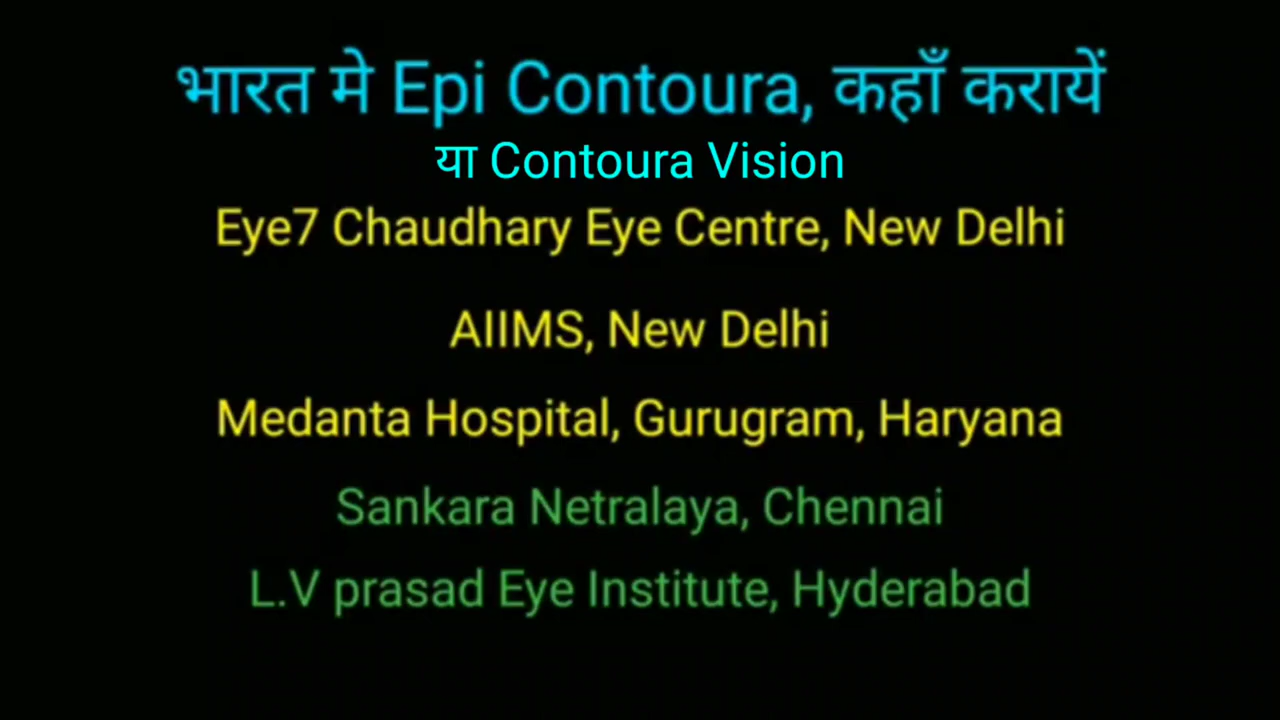 भारत मे Epi Contoura, कहाँ करायें
या Contoura Vision
Eye7 Chaudhary Eye Centre, New Delhi
AIIMS, New Delhi
Medanta Hospital, Gurugram, Haryana
Sankara Netralaya, Chennai
L.V prasad Eye Institute, Hyderabad